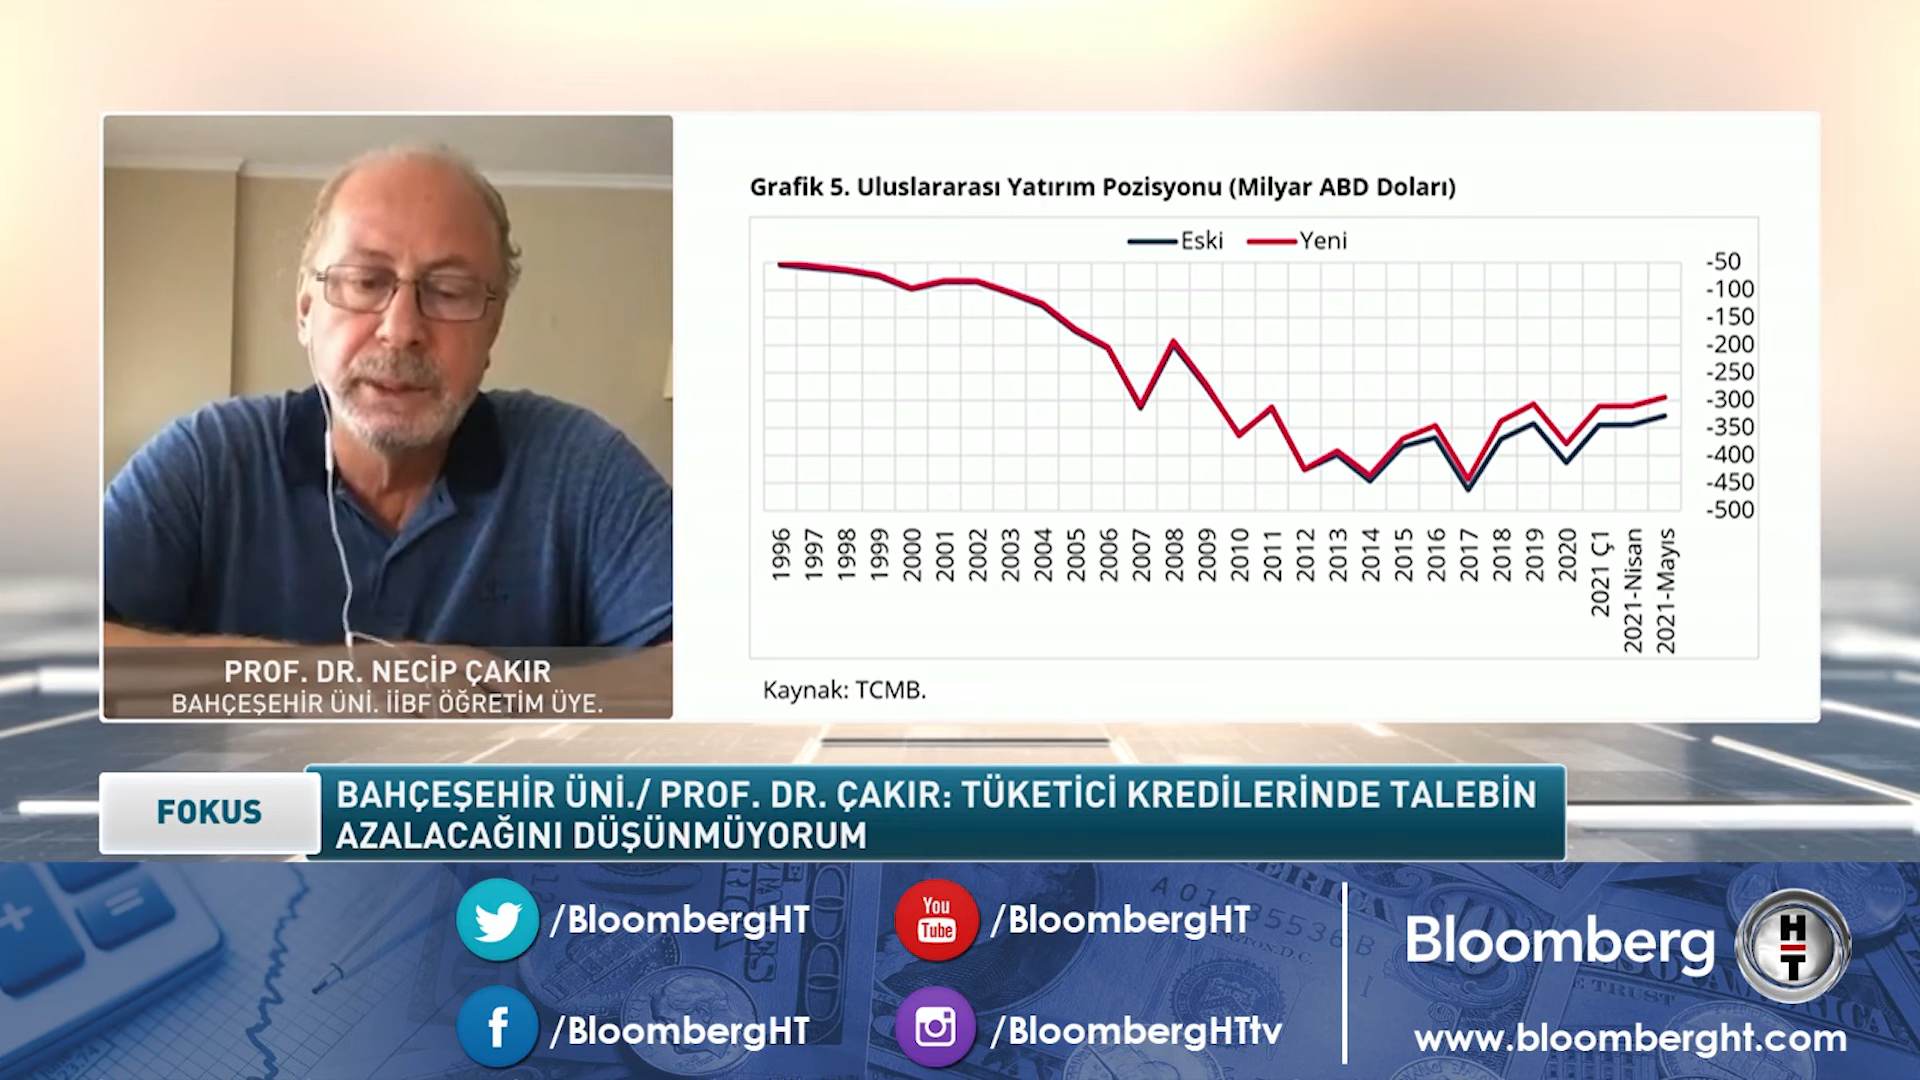 Grafik 5. Uluslararası Yatırım Pozisyonu (Milyar ABD Doları)
Eski Yeni
-50
-100
-150
-200
-250
-300
-350
-400
-450
-500
1996
1997
1998
1999
2000
2001
2002
2003
2004
2005
2006
2007
2008
2009
2010
2011
2012
2013
2014
2015
2016
2017
2018
2019
2020
2021 Ç1
2021-Nisan
2021-Mayıs
Kaynak: TCMB.
PROF. DR. NECİP ÇAKIR
BAHÇEŞEHİR ÜNİ. İİBF ÖĞRETİM ÜYE.
FOKUS
BAHÇEŞEHİR ÜNİ./ PROF. DR. ÇAKIR: TÜKETİCİ KREDİLERİNDE TALEBİN
AZALACAĞINI DÜŞÜNMÜYORUM
/BloombergHT
You
Tube
/BloombergHT
/BloombergHT
/BloombergHTtv
Bloomberg
HT
www.bloomberght.com